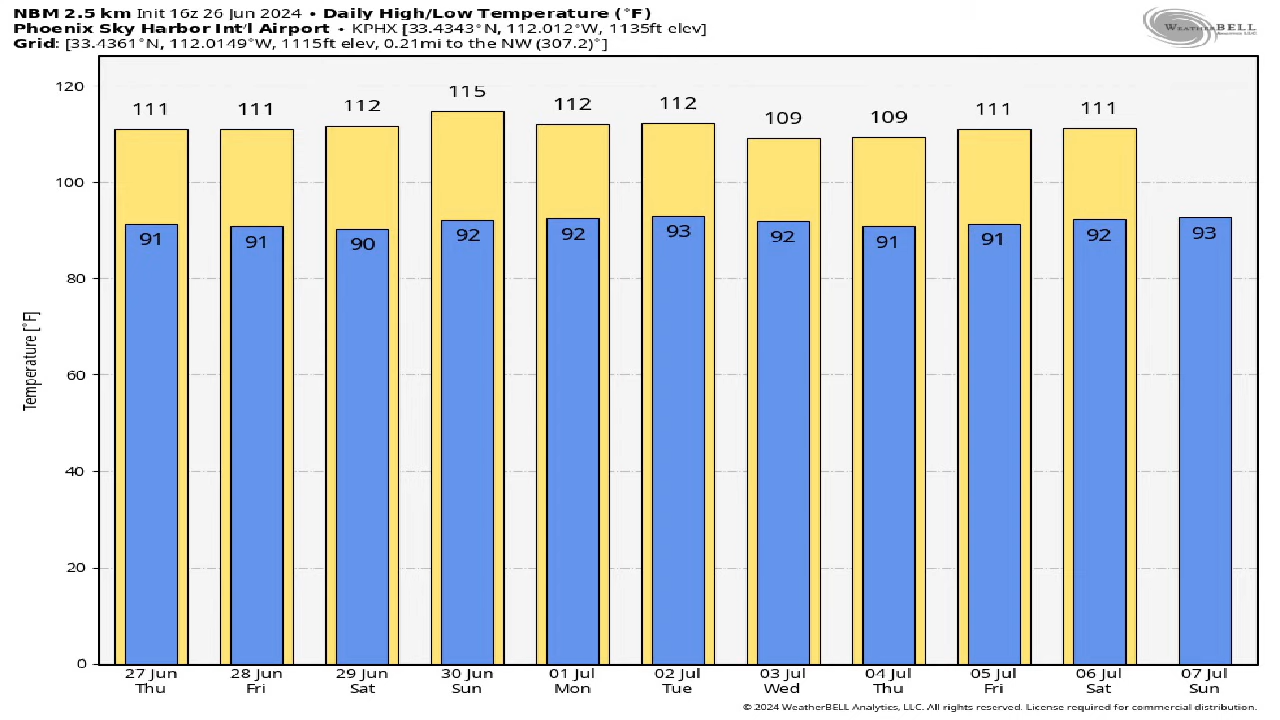 NBM 2.5 km Init 16z 26 Jun 2024 • Daily High/Low Temperature (°F)
Phoenix Sky Harbor Int'l Airport • KPHX [33.4343°N, 112.012°W, 1135ft elev]
Grid: [33.4361°N, 112.0149°W, 1115ft elev, 0.21mi to the NW (307.2)°]
WEATHERBELL
Temperature [°F]
120
100
80
60
40
20
0
111 111 112 115 112 112 109 109 111 111
91 91 90 92 92 93 92 91 91 92 93
27 Jun 28 Jun 29 Jun 30 Jun 01 Jul 02 Jul 03 Jul 04 Jul 05 Jul 06 Jul 07 Jul
Thu Fri Sat Sun Mon Tue Wed Thu Fri Sat Sun
© 2024 WeatherBELL Analytics, LLC. All rights reserved. License required for commercial distribution.